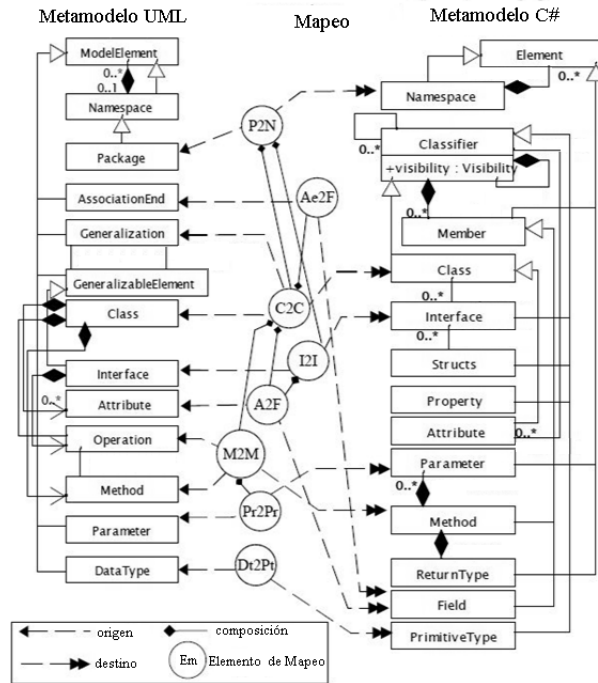 Metamodelo UML
Mapeo
Metamodelo C#
ModelElement
0..*
0..1
Namespace
Package
AssociationEnd
Generalization
GeneralizableElement
Class
Interface
0..*
Attribute
Operation
Method
Parameter
DataType
P2N
Ae2F
C2C
I2I
A2F
M2M
Pr2Pr
Dt2Pt
Element
0..*
Namespace
Classifier
0..*
+visibility : Visibility
0..*
Member
Class
0..*
Interface
0..*
Structs
Property
Attribute
0..*
Parameter
0..*
Method
ReturnType
Field
PrimitiveType
origen
composición
destino
Em
Elemento de Mapeo